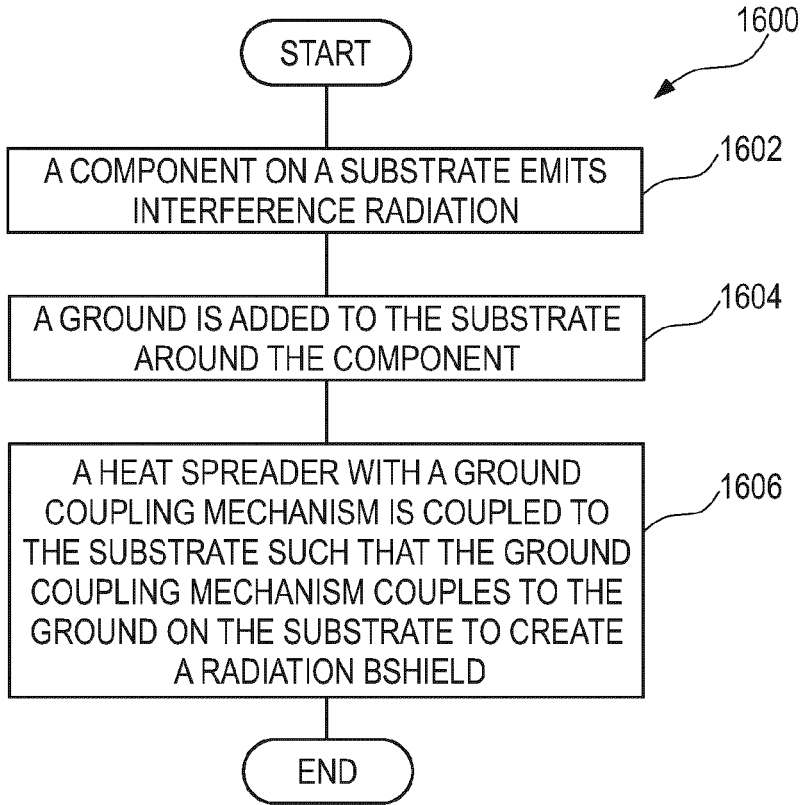 1600
START
A COMPONENT ON A SUBSTRATE EMITS
INTERFERENCE RADIATION
1602
A GROUND IS ADDED TO THE SUBSTRATE
AROUND THE COMPONENT
1604
A HEAT SPREADER WITH A GROUND
COUPLING MECHANISM IS COUPLED TO
THE SUBSTRATE SUCH THAT THE GROUND
COUPLING MECHANISM COUPLES TO THE
GROUND ON THE SUBSTRATE TO CREATE
A RADIATION BSHIELD
1606
END